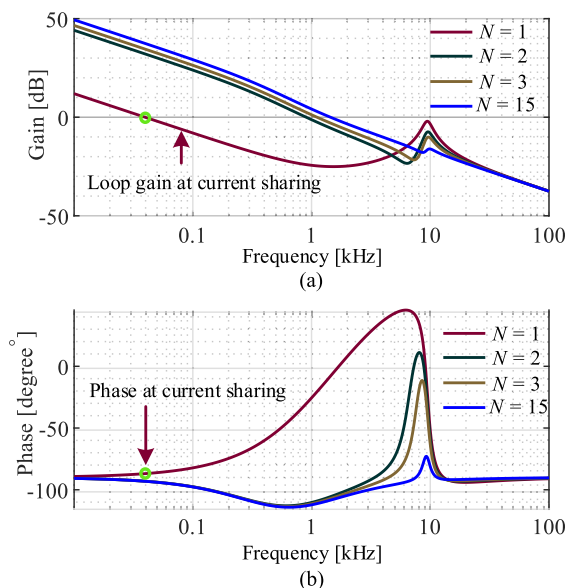 50
0
-50
Gain [dB]
N = 1
N = 2
N = 3
N = 15
Loop gain at current sharing
0.1
1
10
100
Frequency [kHz]
(a)
0
-50
-100
Phase [degree°]
N = 1
N = 2
N = 3
N = 15
Phase at current sharing
0.1
1
10
100
Frequency [kHz]
(b)